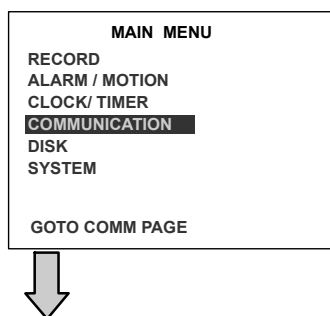 MAIN MENU
RECORD
ALARM / MOTION
CLOCK/ TIMER
COMMUNICATION
DISK
SYSTEM
GOTO COMM PAGE